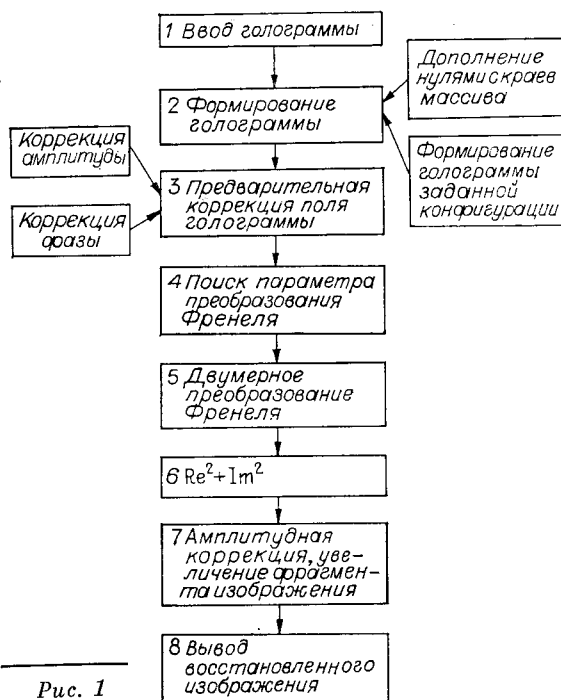 1 Ввод голограммы
2 Формирование
голограммы
Дополнение
нулями с краев
массива
Формирование
голограммы
заданной
конфигурации
Коррекция
амплитуды
Коррекция
фразы
3 Предварительная
коррекция поля
голограммы
4 Поиск параметра
преобразования
Френеля
5 Двумерное
преобразование
Френеля
6 Re²+Im²
7 Амплитудная
коррекция, уве-
личение фрагмен-
та изображения
8 Вывод
восстановленного
изображения
Рис. 1